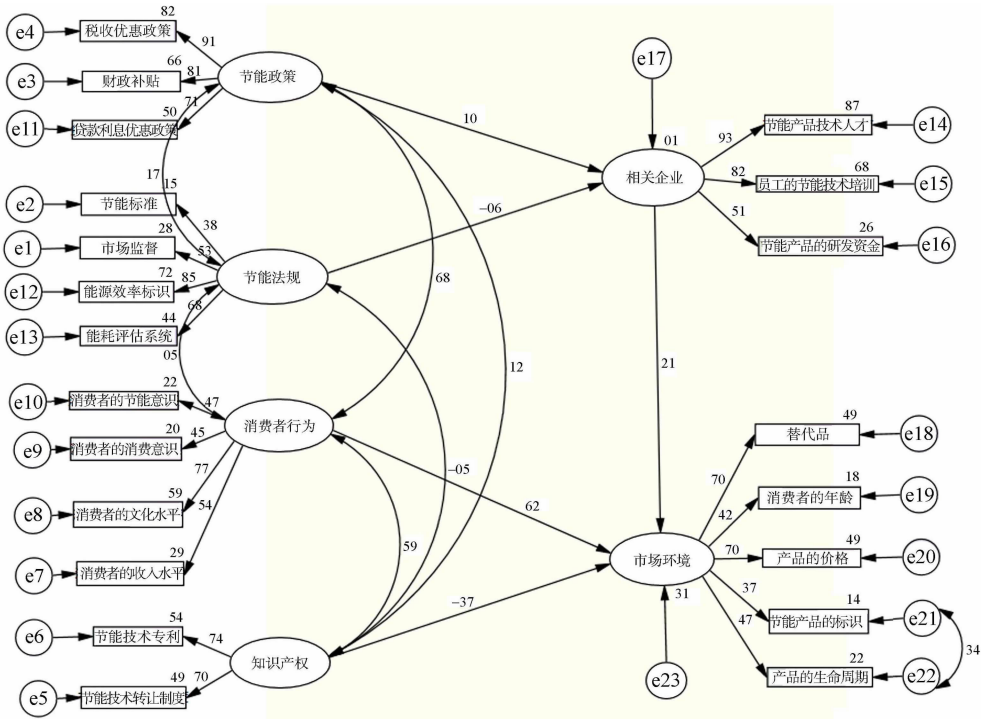 82
e4
税收优惠政策
91
66
e3
财政补贴
81
节能政策
50
71
e11
贷款利息优惠政策
17
15
e2
节能标准
38
28
e1
市场监督
53
节能法规
72
e12
能源效率标识
85
68
44
e13
能耗评估系统
05
22
e10
消费者的节能意识
47
20
e9
消费者的消费意识
45
消费者行为
77
59
e8
消费者的文化水平
54
29
e7
消费者的收入水平
54
e6
节能技术专利
74
知识产权
49
70
e5
节能技术转让制度
10
-06
68
12
-05
59
62
-37
21
e17
01
相关企业
93
87
节能产品技术人才
e14
82
68
员工的节能技术培训
e15
51
26
节能产品的研发资金
e16
49
替代品
e18
70
18
消费者的年龄
e19
42
市场环境
31
70
49
产品的价格
e20
37
14
节能产品的标识
e21
47
34
22
产品的生命周期
e22
e23